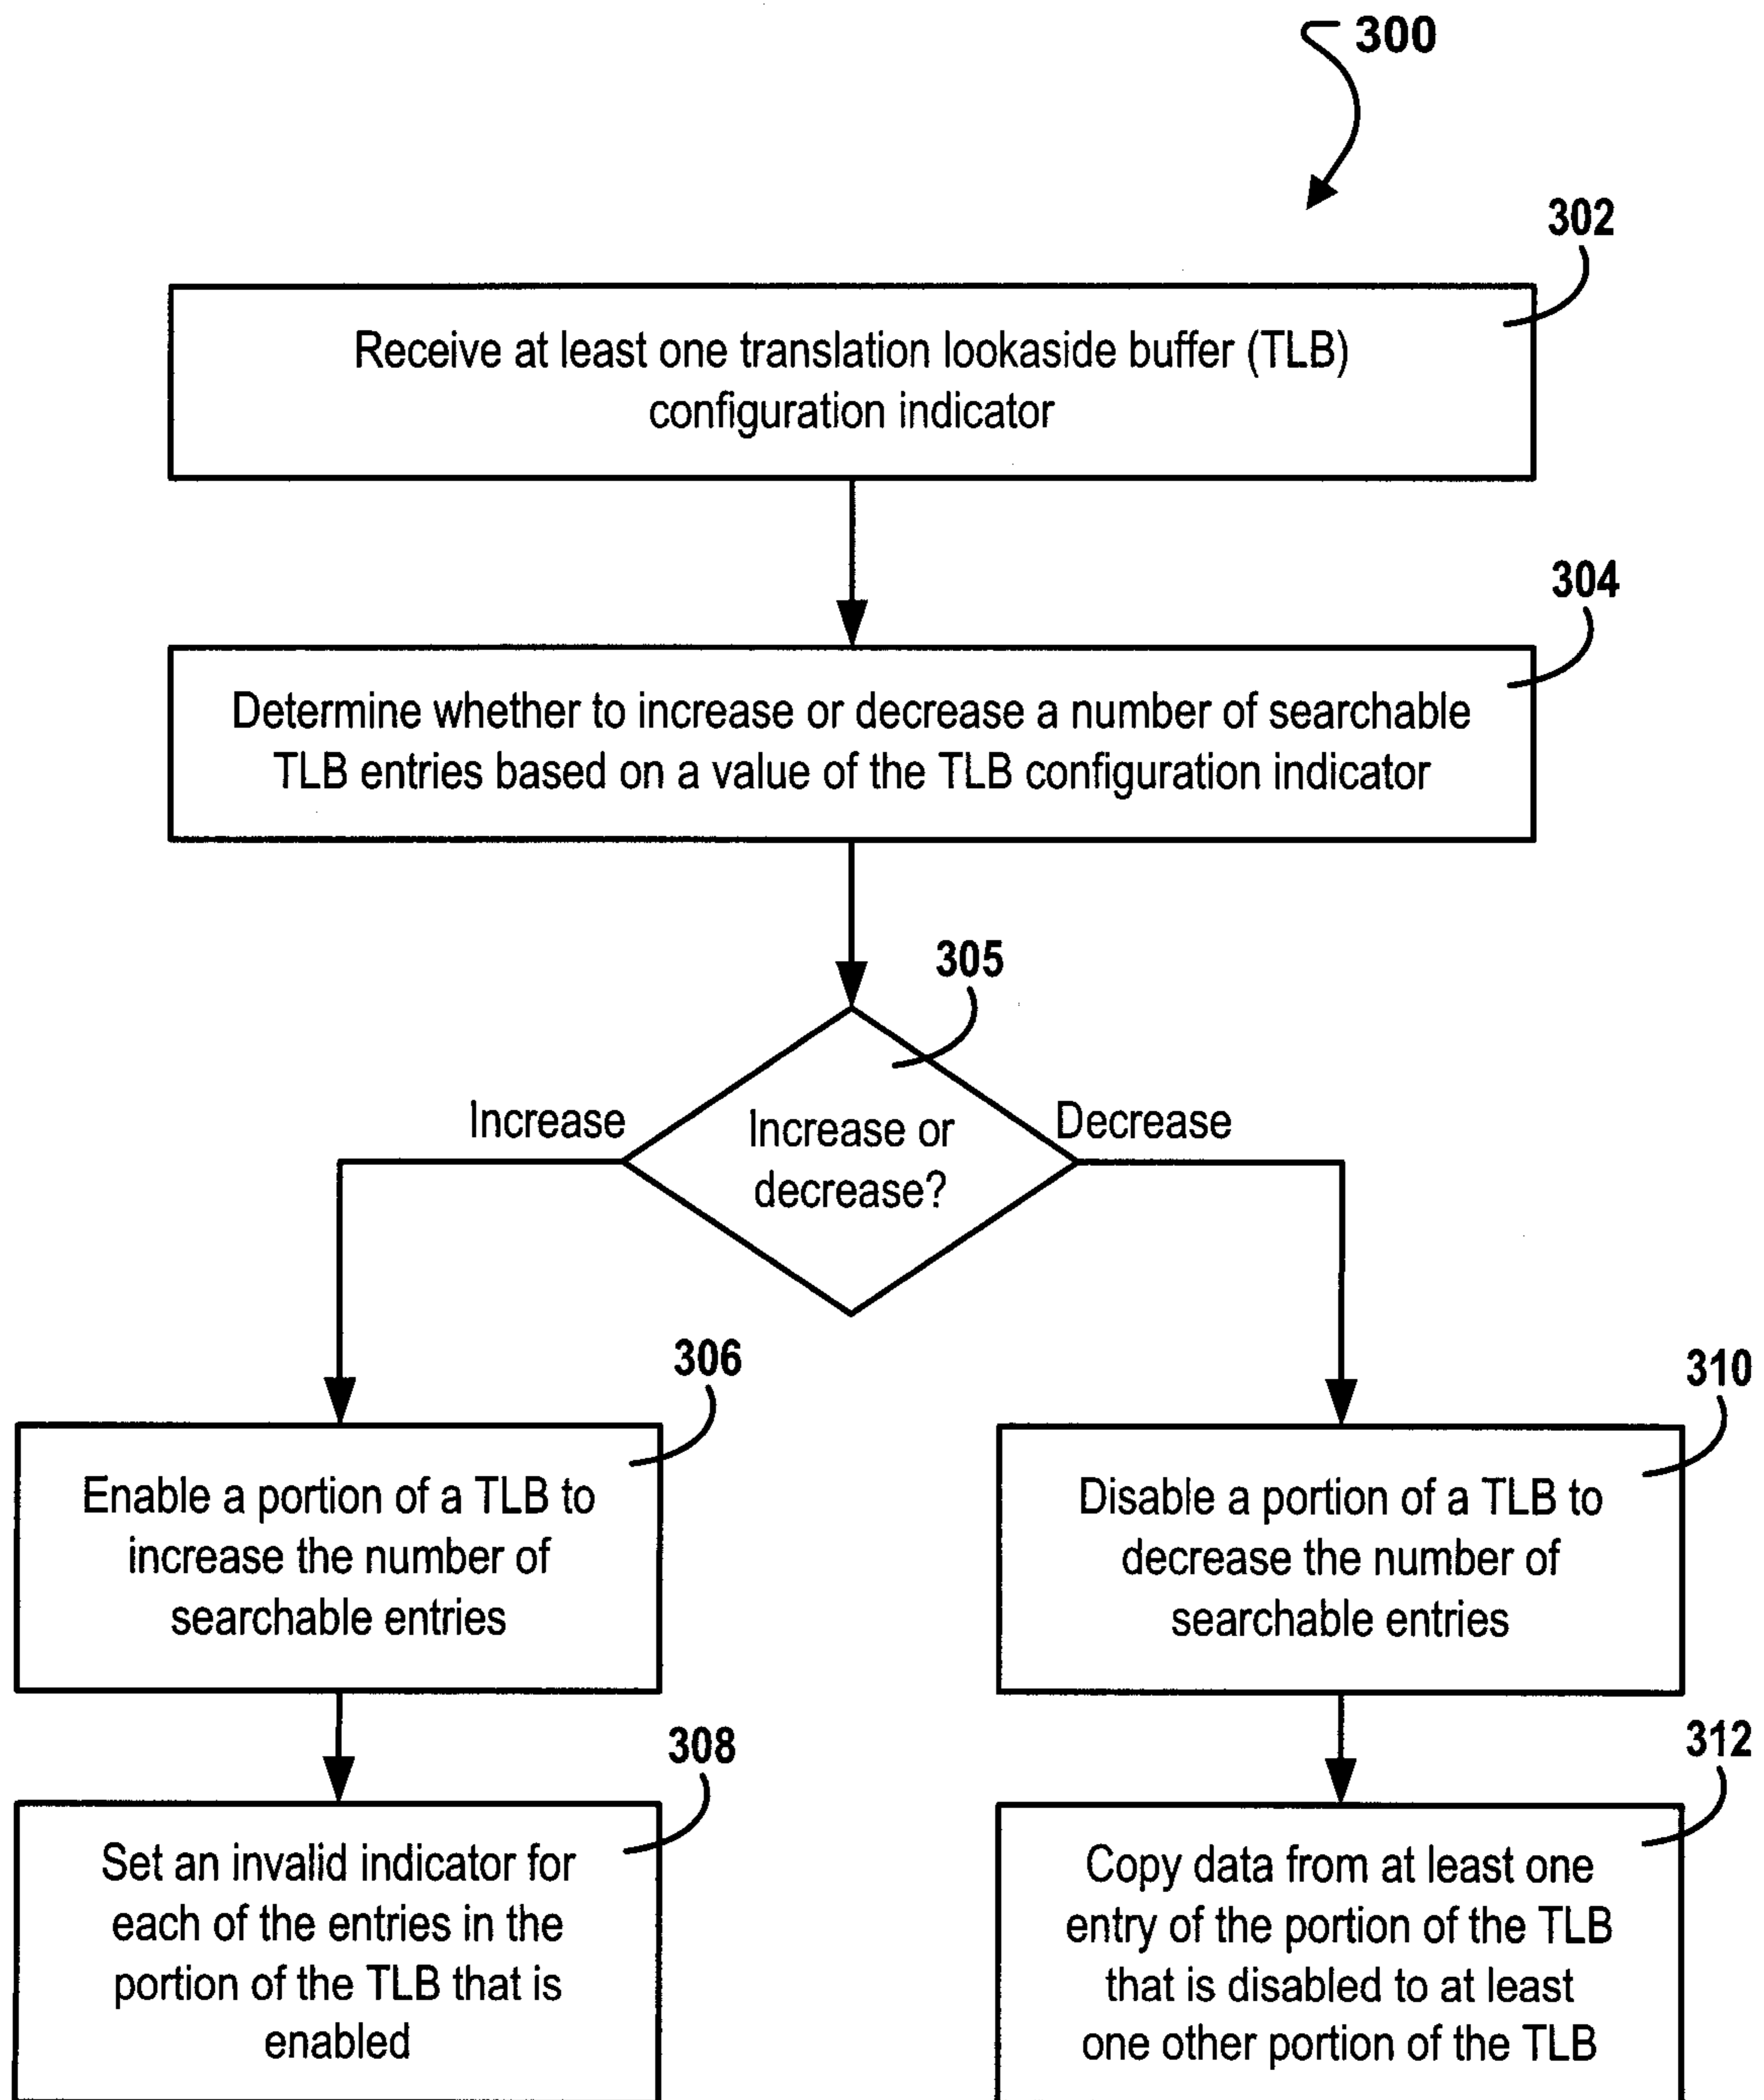 300
302
Receive at least one translation lookaside buffer (TLB)
configuration indicator
304
Determine whether to increase or decrease a number of searchable
TLB entries based on a value of the TLB configuration indicator
305
Increase
Increase or
decrease?
Decrease
306
Enable a portion of a TLB to
increase the number of
searchable entries
310
Disable a portion of a TLB to
decrease the number of
searchable entries
308
Set an invalid indicator for
each of the entries in the
portion of the TLB that is
enabled
312
Copy data from at least one
entry of the portion of the TLB
that is disabled to at least
one other portion of the TLB